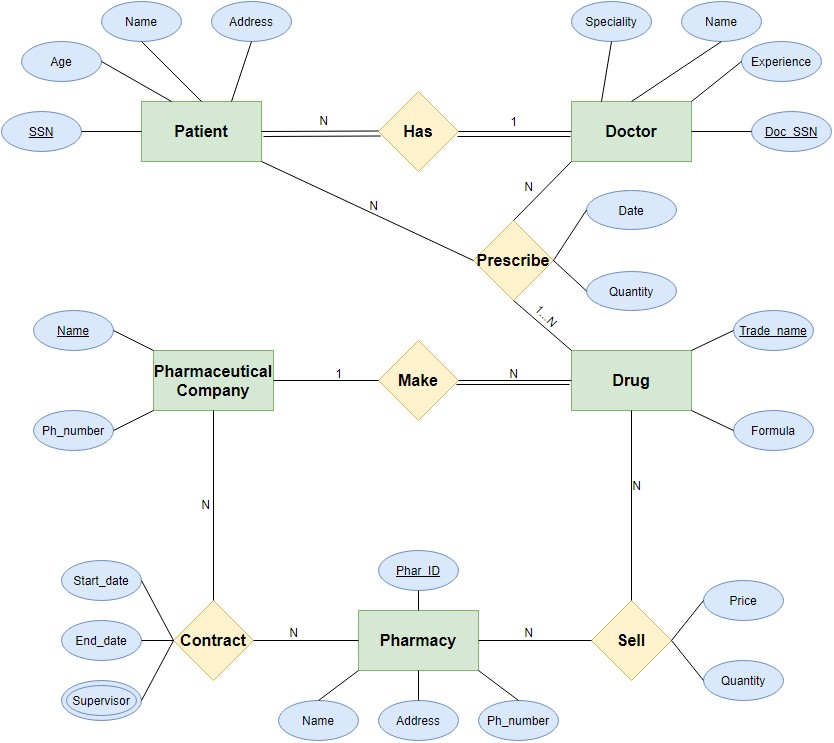 Name
Address
Speciality
Name
Age
Experience
SSN
Patient
N
Has
1
Doctor
Doc_SSN
N
N
Date
Prescribe
Quantity
1...N
Name
Trade_name
Pharmaceutical
Company
1
Make
N
Drug
Ph_number
Formula
N
N
Phar_ID
Start_date
Price
End_date
Contract
N
Pharmacy
N
Sell
Supervisor
Quantity
Name
Address
Ph_number